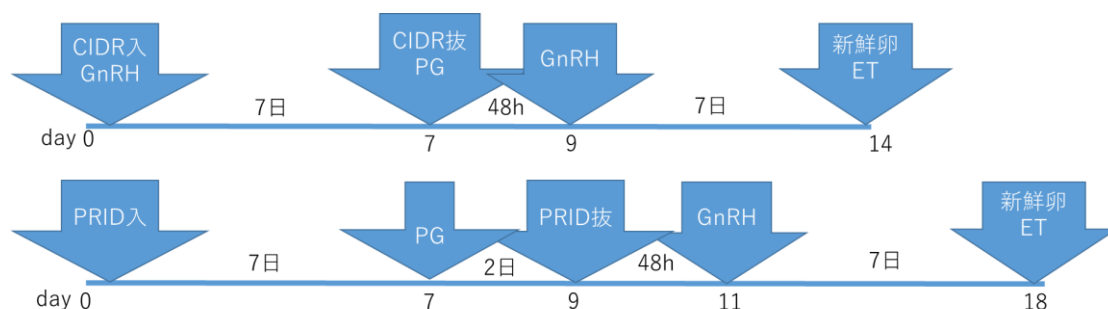 CIDR入
GnRH
CIDR抜
PG
GnRH
新鮮卵
ET
7日
48h
7日
day 0
7
9
14
PRID入
PG
PRID抜
GnRH
新鮮卵
ET
7日
2日
48h
7日
day 0
7
9
11
18